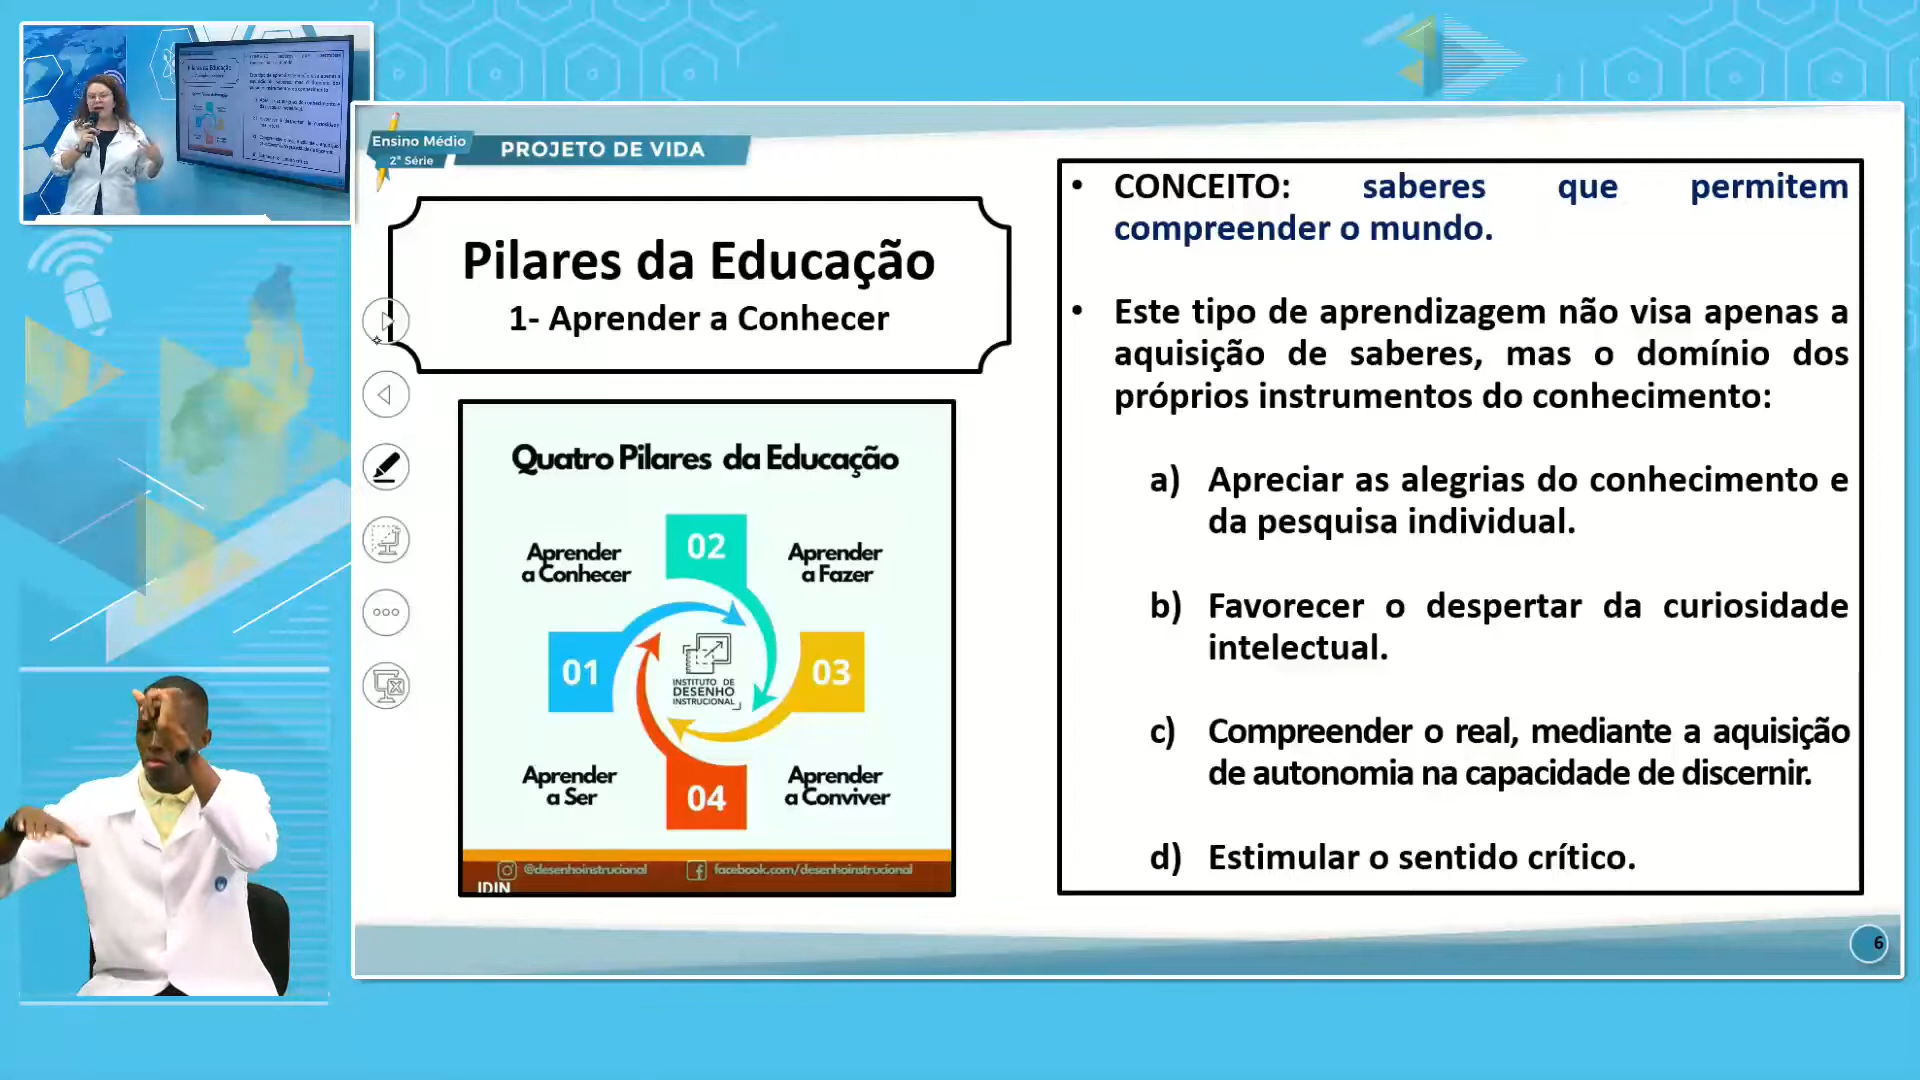 Ensino Médio
2ª Série
PROJETO DE VIDA
Pilares da Educação
1- Aprender a Conhecer
Quatro Pilares da Educação
Aprender
a Conhecer
02
Aprender
a Fazer
01
INSTITUTO DE
DESENHO
INSTRUCIONAL
03
Aprender
a Ser
04
Aprender
a Conviver
@desenhoinstrucional
facebook.com/desenhoinstrucional
IDIN
• CONCEITO: saberes que permitem
compreender o mundo.
• Este tipo de aprendizagem não visa apenas a
aquisição de saberes, mas o domínio dos
próprios instrumentos do conhecimento:
a) Apreciar as alegrias do conhecimento e
da pesquisa individual.
b) Favorecer o despertar da curiosidade
intelectual.
c) Compreender o real, mediante a aquisição
de autonomia na capacidade de discernir.
d) Estimular o sentido crítico.
6